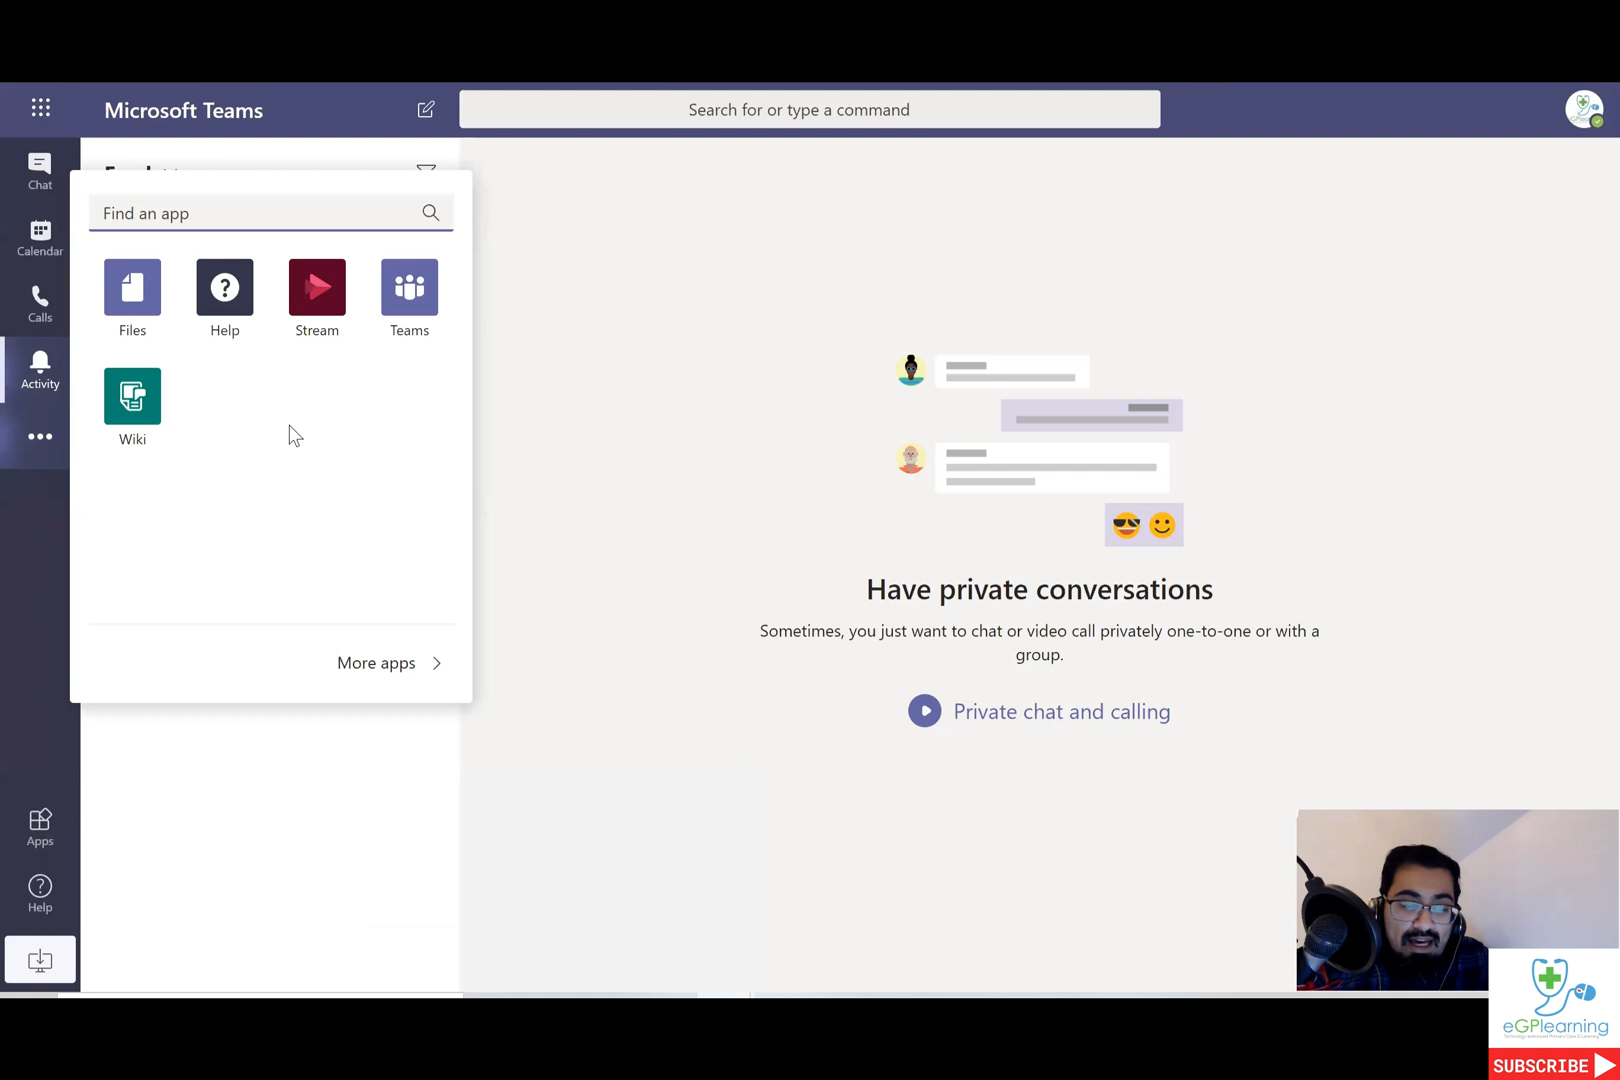 Microsoft Teams
Search for or type a command
Chat
Calendar
Calls
Activity
Find an app
Files
Help
Stream
Teams
Wiki
More apps
Have private conversations
Sometimes, you just want to chat or video call privately one-to-one or with a
group.
Private chat and calling
Apps
Help
eGPlearning
SUBSCRIBE